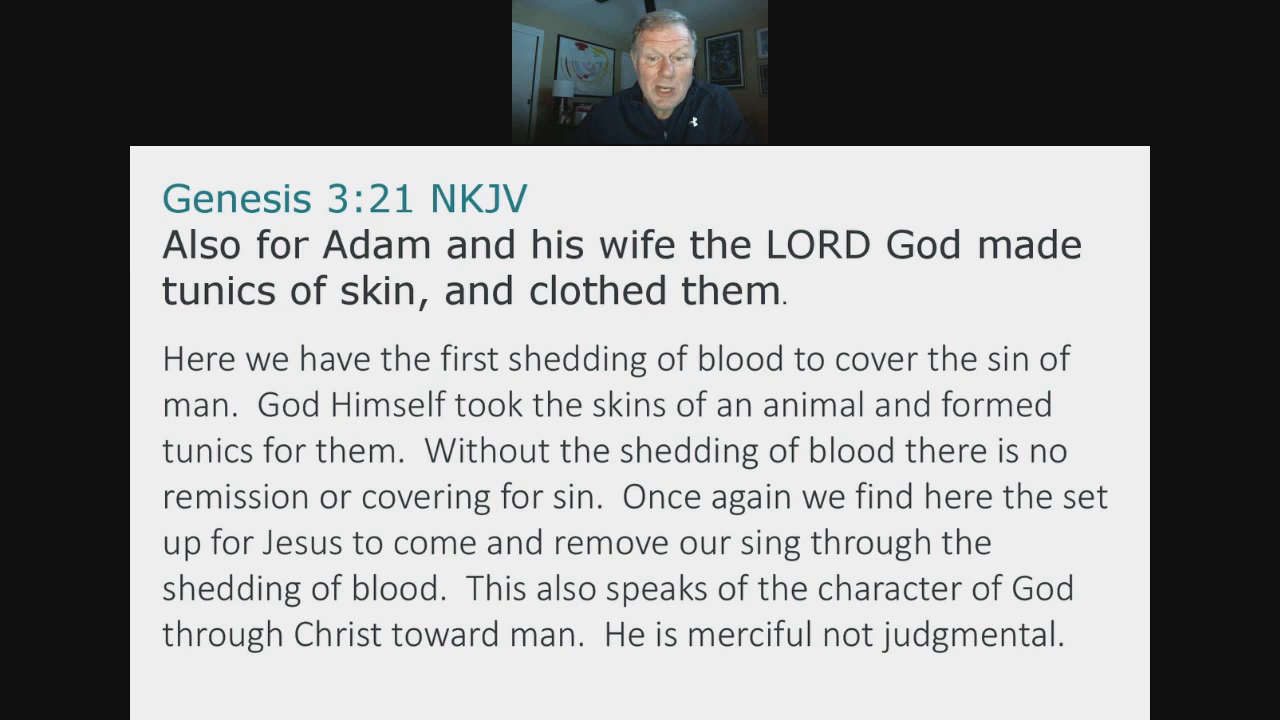 Genesis 3:21 NKJV
Also for Adam and his wife the LORD God made
tunics of skin, and clothed them.
Here we have the first shedding of blood to cover the sin of
man.  God Himself took the skins of an animal and formed
tunics for them.  Without the shedding of blood there is no
remission or covering for sin.  Once again we find here the set
up for Jesus to come and remove our sing through the
shedding of blood.  This also speaks of the character of God
through Christ toward man.  He is merciful not judgmental.